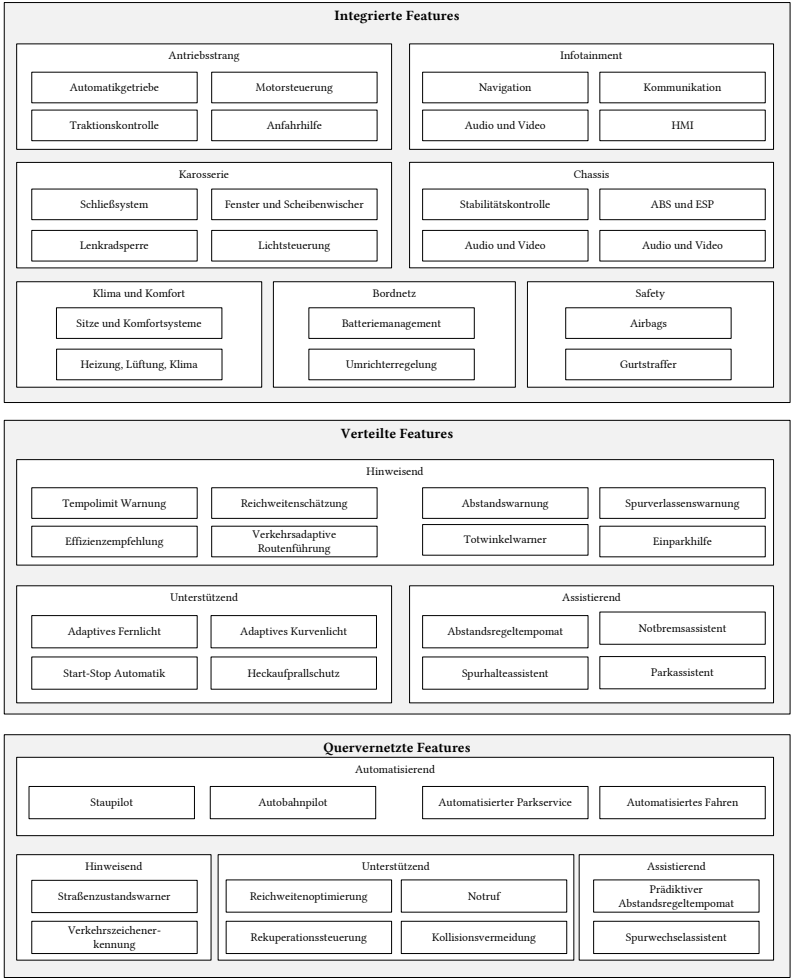 Integrierte Features
Antriebsstrang
Automatikgetriebe
Motorsteuerung
Traktionskontrolle
Anfahrhilfe
Infotainment
Navigation
Kommunikation
Audio und Video
HMI
Karosserie
Schließsystem
Fenster und Scheibenwischer
Lenkradsperre
Lichtsteuerung
Chassis
Stabilitätskontrolle
ABS und ESP
Audio und Video
Audio und Video
Klima und Komfort
Sitze und Komfortsysteme
Heizung, Lüftung, Klima
Bordnetz
Batteriemanagement
Umrichterregelung
Safety
Airbags
Gurtstraffer
Verteilte Features
Hinweisend
Tempolimit Warnung
Reichweitenschätzung
Abstandswarnung
Spurverlassenswarnung
Effizienzempfehlung
Verkehrsadaptive
Routenführung
Totwinkelwarner
Einparkhilfe
Unterstützend
Adaptives Fernlicht
Adaptives Kurvenlicht
Start-Stop Automatik
Heckaufprallschutz
Assistierend
Abstandsregeltempomat
Notbremsassistent
Spurhalteassistent
Parkassistent
Quervernetzte Features
Automatisierend
Staupilot
Autobahnpilot
Automatisierter Parkservice
Automatisiertes Fahren
Hinweisend
Straßenzustandswarner
Verkehrszeichener-
kennung
Unterstützend
Reichweitenoptimierung
Notruf
Rekuperationssteuerung
Kollisionsvermeidung
Assistierend
Prädiktiver
Abstandsregeltempomat
Spurwechselassistent